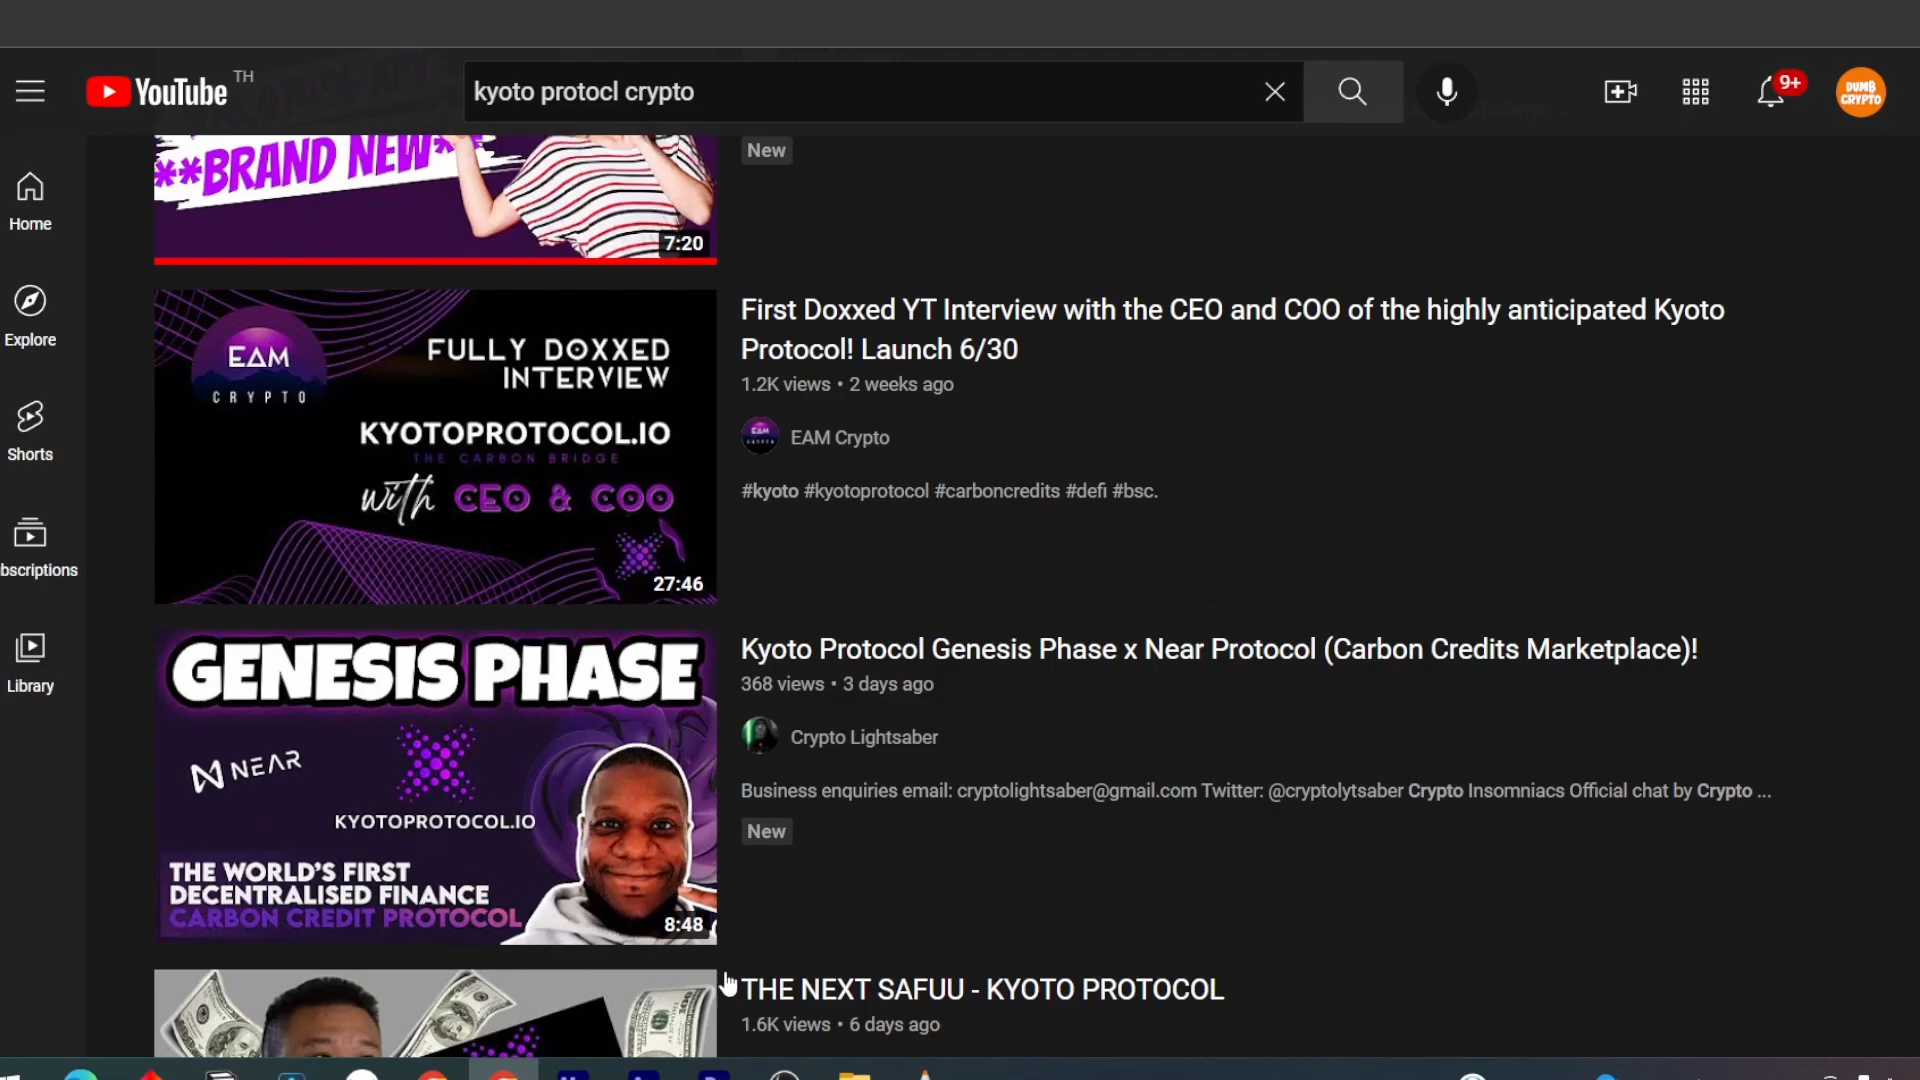 YouTube TH
kyoto protocl crypto
9+
DUMB
CRYPTO
Home
Explore
Shorts
bscriptions
Library
**BRAND NEW*
7:20
New
EAM
CRYPTO
FULLY DOXXED
INTERVIEW
KYOTOPROTOCOL.IO
THE CARBON BRIDGE
with CEO & COO
27:46
First Doxxed YT Interview with the CEO and COO of the highly anticipated Kyoto
Protocol! Launch 6/30
1.2K views • 2 weeks ago
EAM Crypto
#kyoto #kyotoprotocol #carboncredits #defi #bsc.
GENESIS PHASE
NEAR
KYOTOPROTOCOL.IO
THE WORLD'S FIRST
DECENTRALISED FINANCE
CARBON CREDIT PROTOCOL
8:48
Kyoto Protocol Genesis Phase x Near Protocol (Carbon Credits Marketplace)!
368 views • 3 days ago
Crypto Lightsaber
Business enquiries email: cryptolightsaber@gmail.com Twitter: @cryptolytsaber Crypto Insomniacs Official chat by Crypto ...
New
THE NEXT SAFUU - KYOTO PROTOCOL
1.6K views • 6 days ago